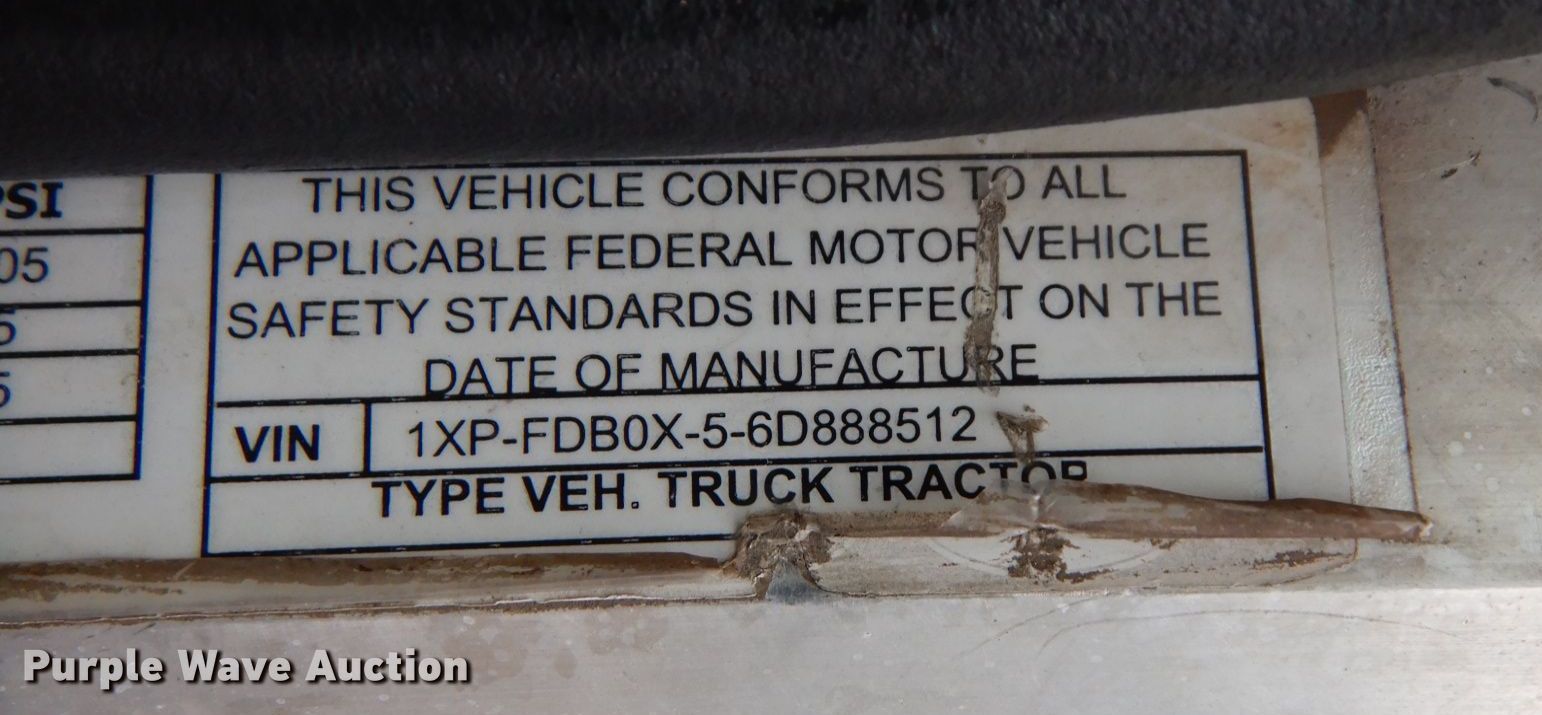 PSI
05
5
5
THIS VEHICLE CONFORMS TO ALL
APPLICABLE FEDERAL MOTOR VEHICLE
SAFETY STANDARDS IN EFFECT ON THE
DATE OF MANUFACTURE
VIN 1XP-FDB0X-5-6D888512
TYPE VEH. TRUCK TRACTOR
Purple Wave Auction